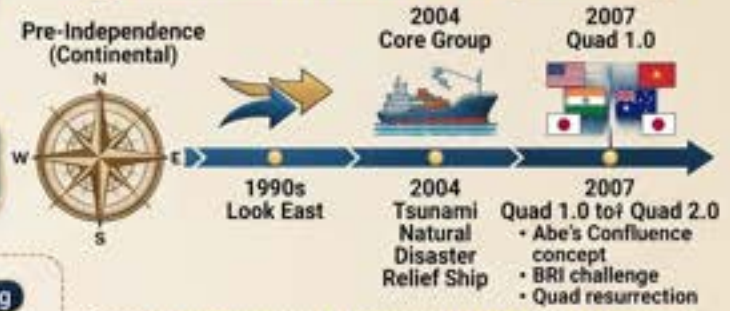 Pre-Independence
(Continental)
N
W
E
S
1990s
Look East
2004
Core Group
2004
Tsunami
Natural
Disaster
Relief Ship
2007
Quad 1.0
2007
Quad 1.0 to Quad 2.0
• Abe's Confluence
concept
• BRI challenge
• Quad resurrection
g